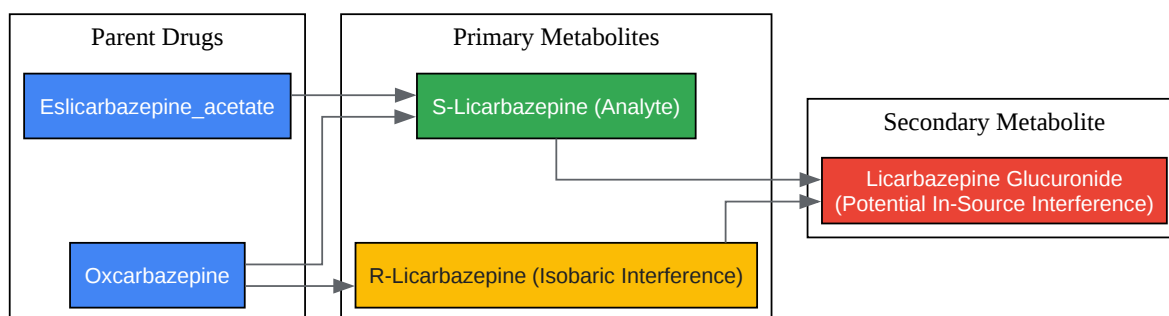 Parent Drugs
Eslicarbazepine_acetate
Oxcarbazepine
Primary Metabolites
S-Licarbazepine (Analyte)
R-Licarbazepine (Isobaric Interference)
Secondary Metabolite
Licarbazepine Glucuronide
(Potential In-Source Interference)